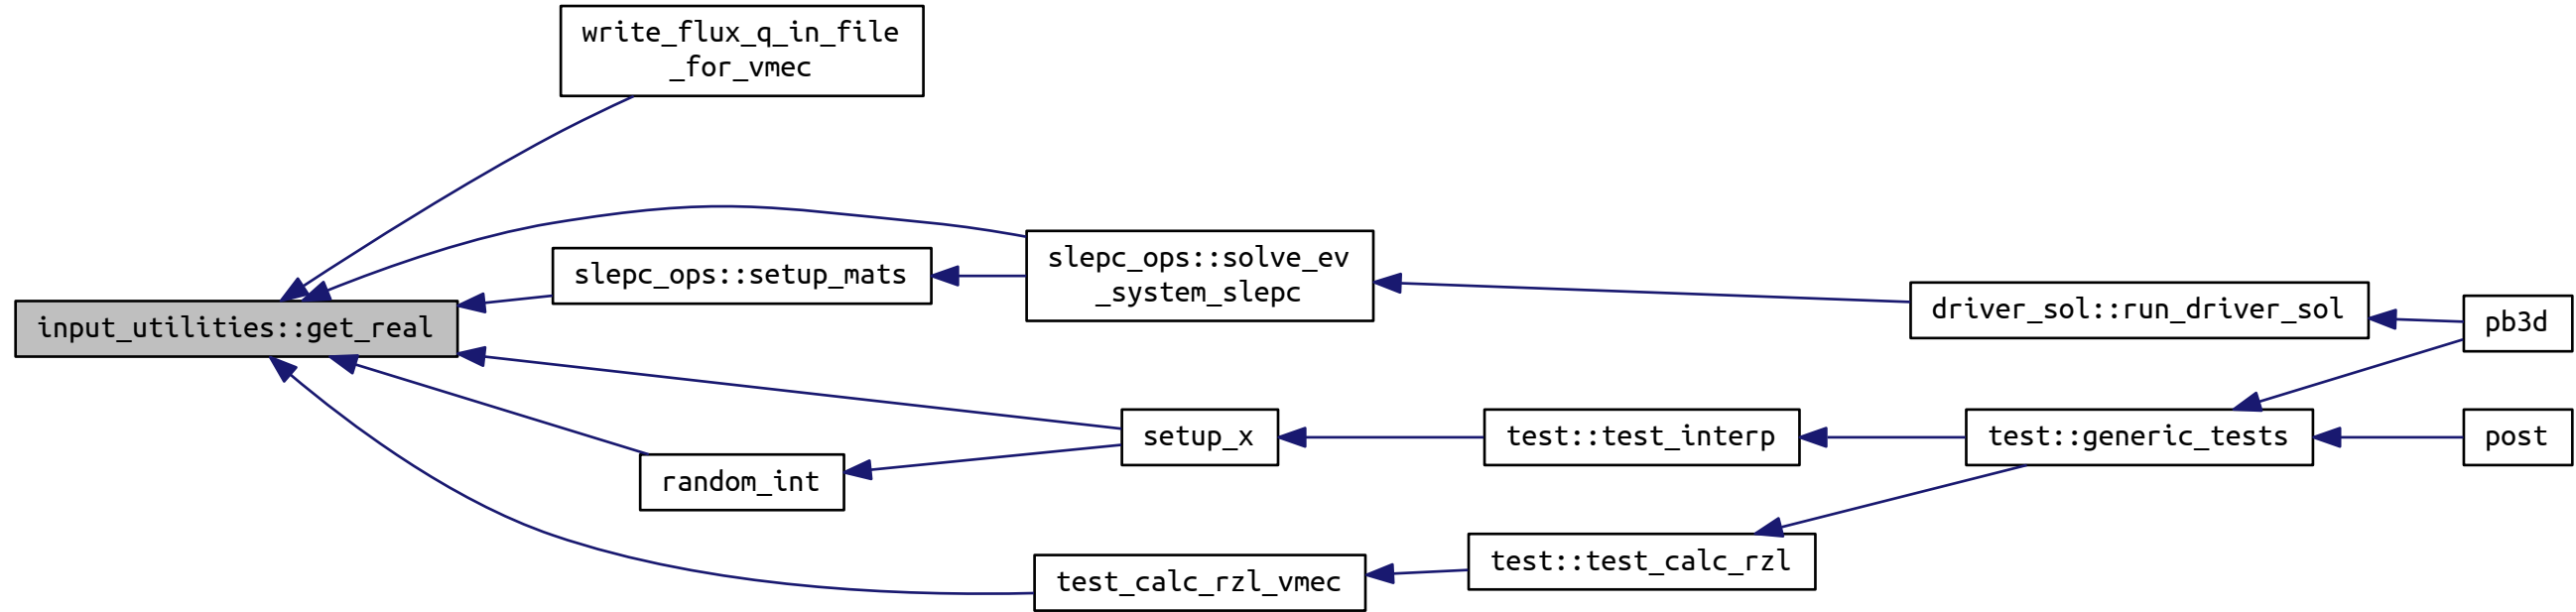 write_flux_q_in_file
_for_vmec
slepc_ops::solve_ev
_system_slepc
slepc_ops::setup_mats
driver_sol::run_driver_sol
pb3d
input_utilities::get_real
setup_x
test::test_interp
test::generic_tests
post
random_int
test::test_calc_rzl
test_calc_rzl_vmec